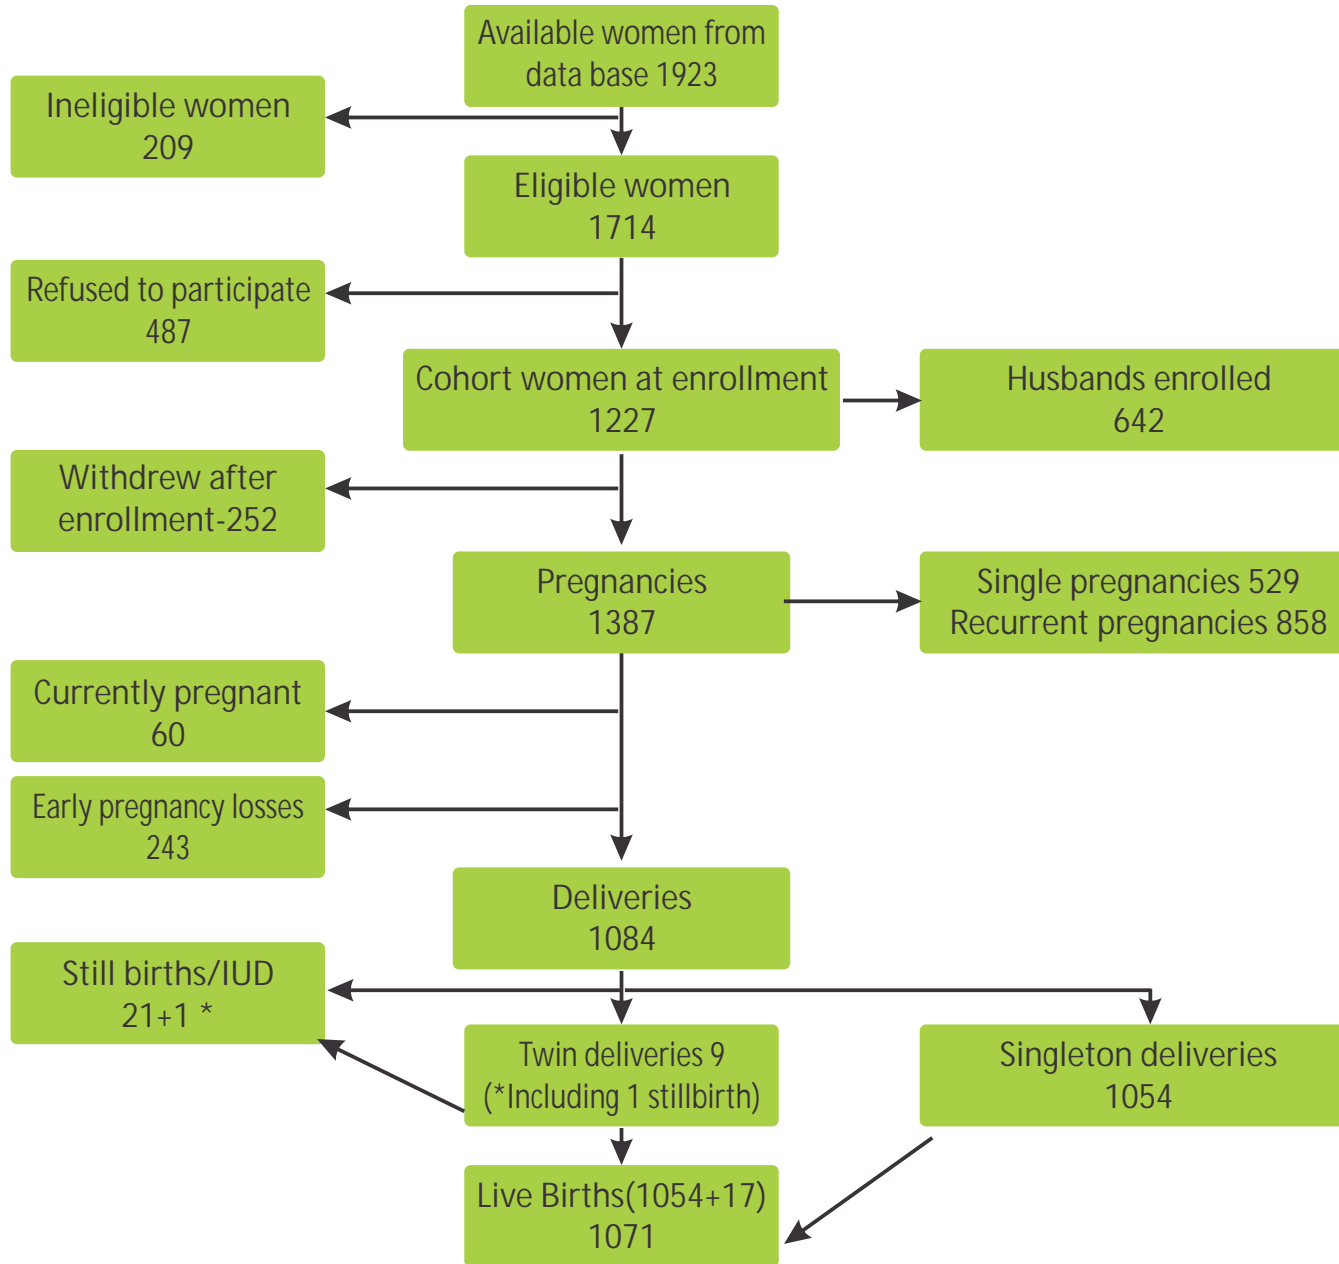 Available women from
data base 1923
Ineligible women
209
Eligible women
1714
Refused to participate
487
Cohort women at enrollment
1227
Husbands enrolled
642
Withdrew after
enrollment-252
Pregnancies
1387
Single pregnancies 529
Recurrent pregnancies 858
Currently pregnant
60
Early pregnancy losses
243
Deliveries
1084
Still births/IUD
21+1 *
Twin deliveries 9
(*Including 1 stillbirth)
Singleton deliveries
1054
Live Births(1054+17)
1071